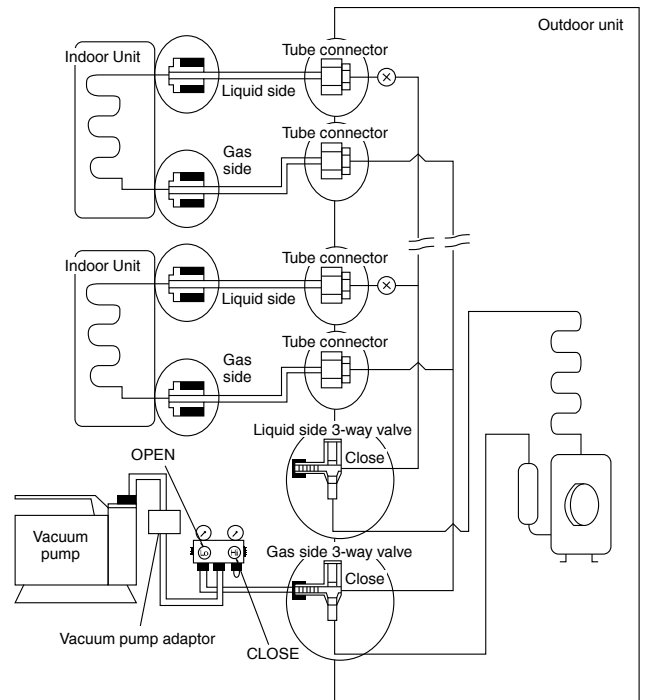 Outdoor unit
Tube connector
Indoor Unit
Liquid side
Tube connector
Gas
side
Tube connector
Indoor Unit
Liquid side
Tube connector
Gas
side
Liquid side 3-way valve
Close
OPEN
Vacuum
pump
Lo
Hi
Gas side 3-way valve
Close
Vacuum pump adaptor
CLOSE